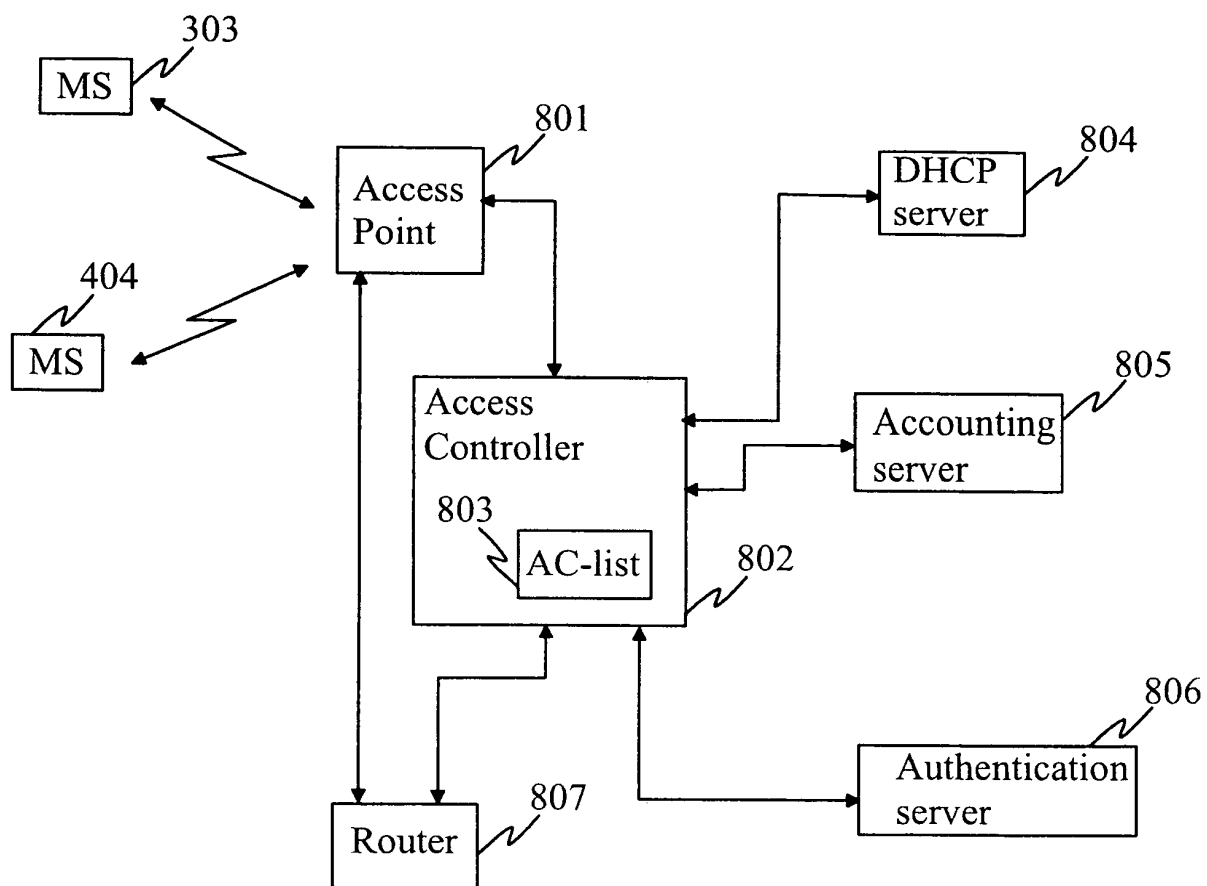 303
MS
801
Access
Point
804
DHCP
server
404
MS
805
Access
Controller
Accounting
server
803
AC-list
802
806
Authentication
server
807
Router